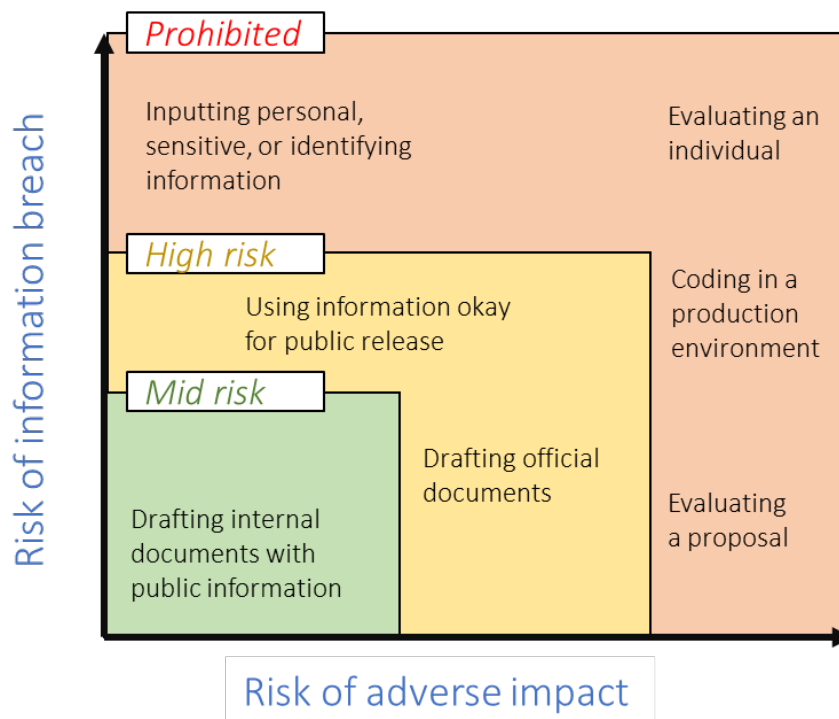 Prohibited
Inputting personal,
sensitive, or identifying
information
Evaluating an
individual
High risk
Using information okay
for public release
Coding in a
production
environment
Mid risk
Drafting internal
documents with
public information
Drafting official
documents
Evaluating
a proposal
Risk of information breach
Risk of adverse impact